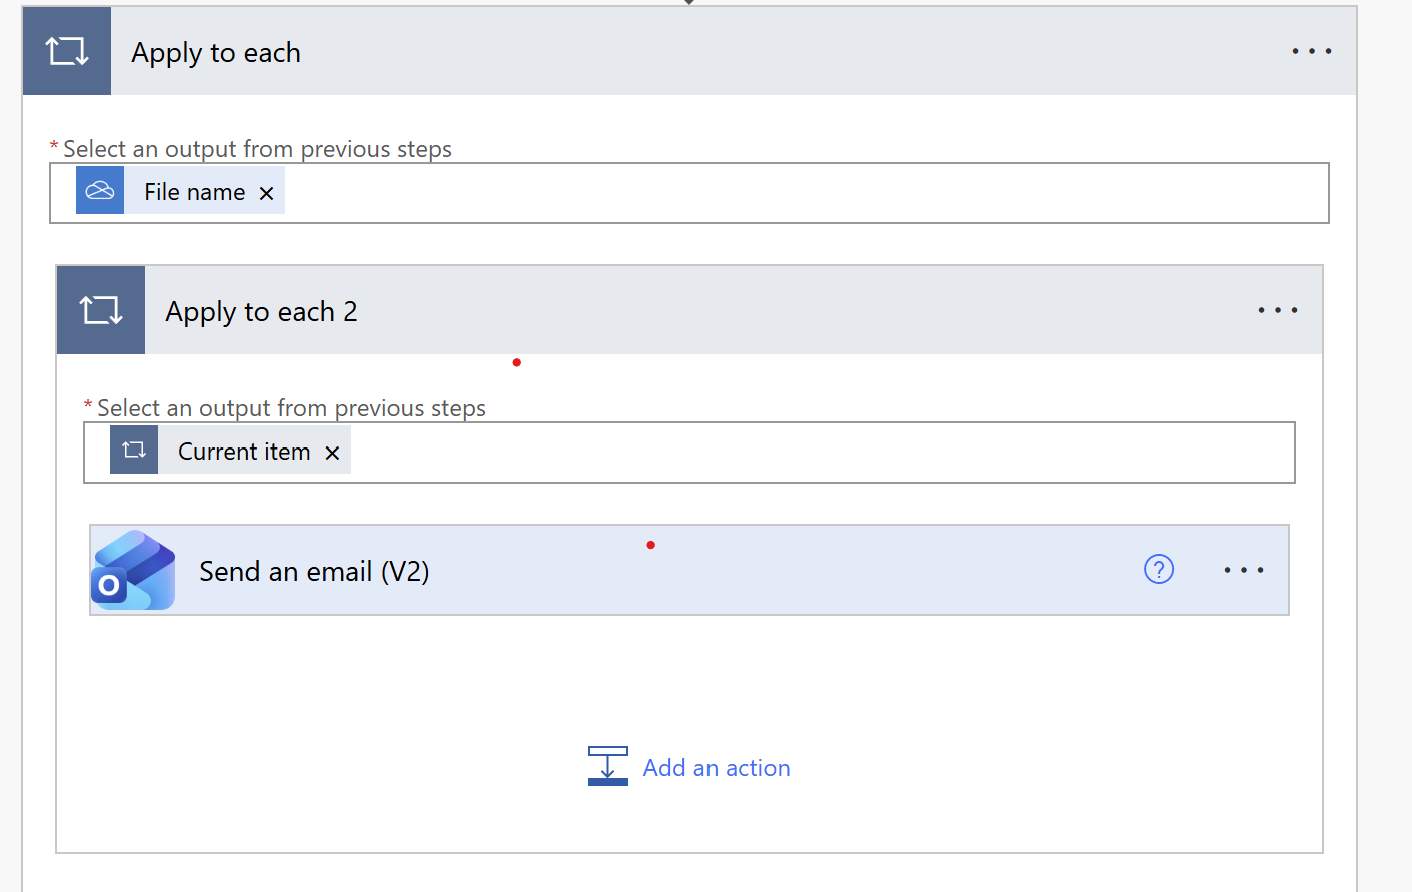 Apply to each
* Select an output from previous steps
File name ×
Apply to each 2
* Select an output from previous steps
Current item ×
O
Send an email (V2)
?
Add an action